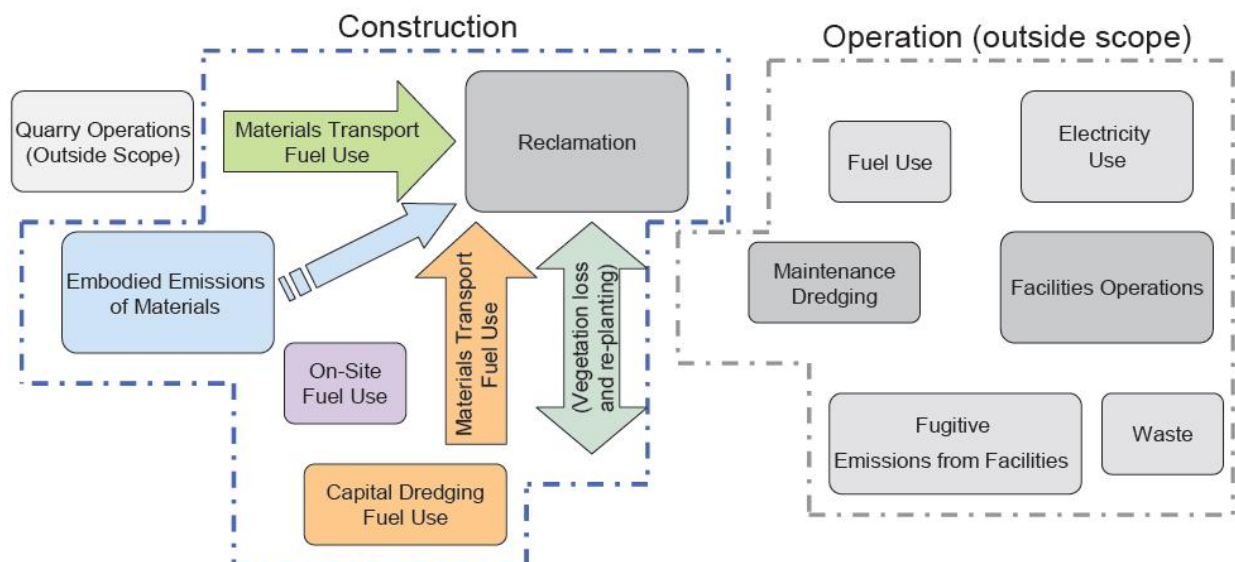 Construction
Operation (outside scope)
Quarry Operations
(Outside Scope)
Materials Transport
Fuel Use
Reclamation
Embodied Emissions
of Materials
On-Site
Fuel Use
Materials Transport
Fuel Use
(Vegetation loss
and re-planting)
Capital Dredging
Fuel Use
Fuel Use
Electricity
Use
Maintenance
Dredging
Facilities Operations
Fugitive
Emissions from Facilities
Waste